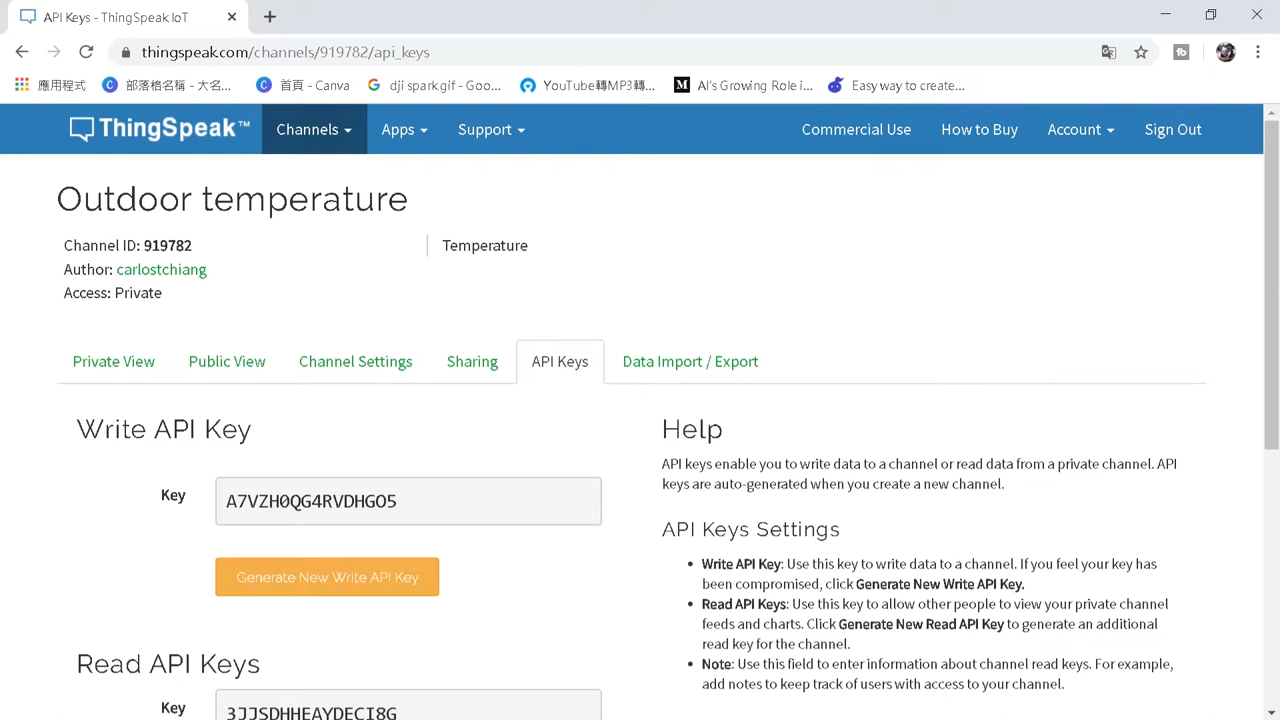 API Keys - ThingSpeak IoT
thingspeak.com/channels/919782/api_keys
應用程式
部落格名稱 - 大名...
首頁 - Canva
dji spark gif - Goo...
YouTube轉MP3轉...
AI's Growing Role i...
Easy way to create...
ThingSpeak™
Channels
Apps
Support
Commercial Use
How to Buy
Account
Sign Out
Outdoor temperature
Channel ID: 919782
Temperature
Author: carlostchiang
Access: Private
Private View
Public View
Channel Settings
Sharing
API Keys
Data Import / Export
Write API Key
Key
A7VZH0QG4RVDHGO5
Generate New Write API Key
Read API Keys
Key
3JJSDHHEAYDECI8G
Help
API keys enable you to write data to a channel or read data from a private channel. API
keys are auto-generated when you create a new channel.
API Keys Settings
Write API Key: Use this key to write data to a channel. If you feel your key has
been compromised, click Generate New Write API Key.
Read API Keys: Use this key to allow other people to view your private channel
feeds and charts. Click Generate New Read API Key to generate an additional
read key for the channel.
Note: Use this field to enter information about channel read keys. For example,
add notes to keep track of users with access to your channel.